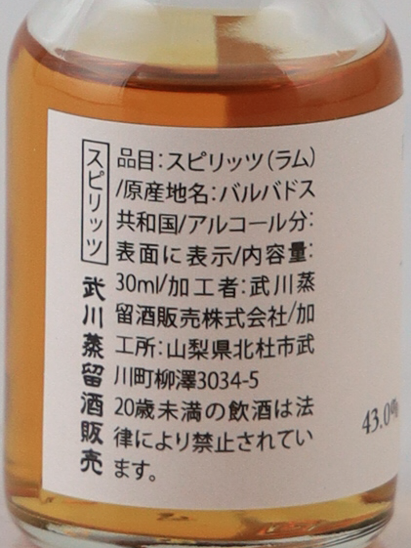 スピリッツ
武川蒸留酒販売
品目:スピリッツ(ラム)
/原産地名:バルバドス
共和国/アルコール分:
表面に表示/内容量:
30ml/加工者:武川蒸
留酒販売株式会社/加
工所:山梨県北杜市武
川町柳澤3034-5
20歳未満の飲酒は法
律により禁止されてい
ます。
43.0%